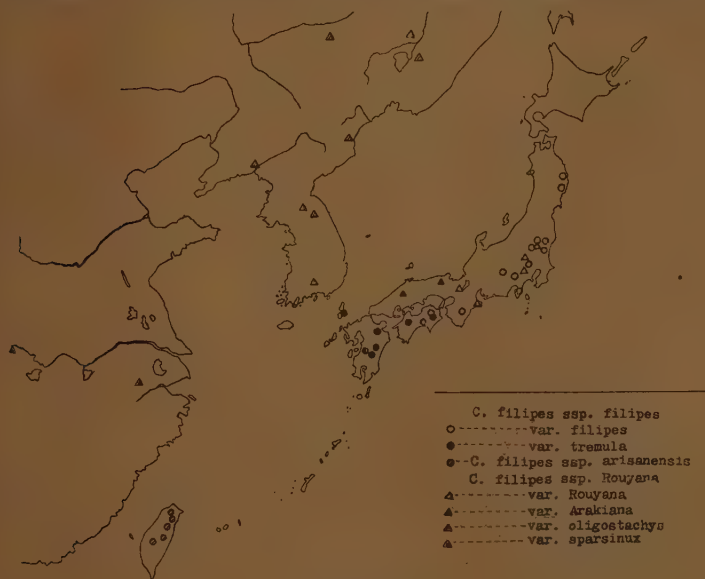 C. filipes ssp. filipes
o--------var. filipes
●--------var. tremula
●--C. filipes ssp. arisanensis
C. filipes ssp. Rouyana
△--------var. Rouyana
▲--------var. Arakiana
▲--------var. oligostachys
△--------var. sparsinux